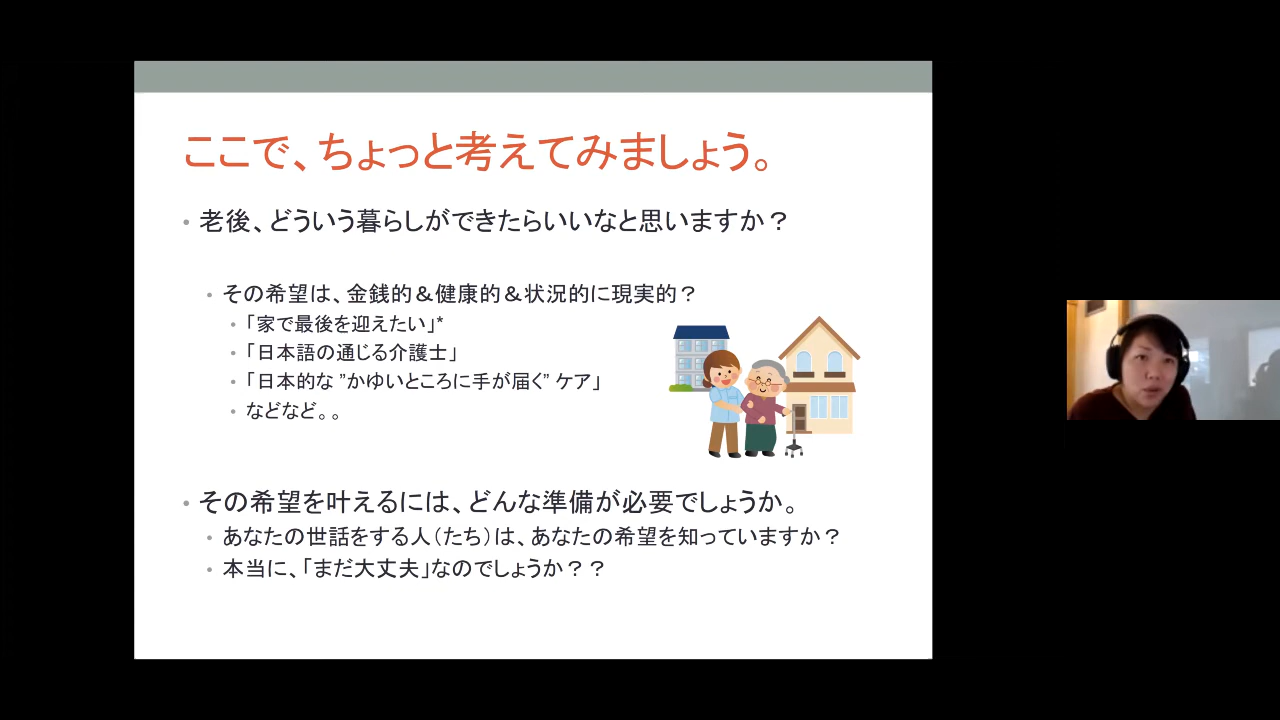 ここで、ちょっと考えてみましょう。
• 老後、どういう暮らしができたらいいなと思いますか？
• その希望は、金銭的＆健康的＆状況的に現実的？
• 「家で最後を迎えたい」*
• 「日本語の通じる介護士」
• 「日本的な ”かゆいところに手が届く” ケア」
• などなど。。
• その希望を叶えるには、どんな準備が必要でしょうか。
• あなたの世話をする人（たち）は、あなたの希望を知っていますか？
• 本当に、「まだ大丈夫」なのでしょうか？？